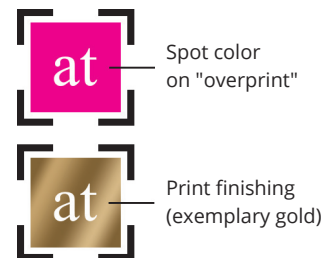 at
Spot color
on "overprint"
at
Print finishing
(exemplary gold)